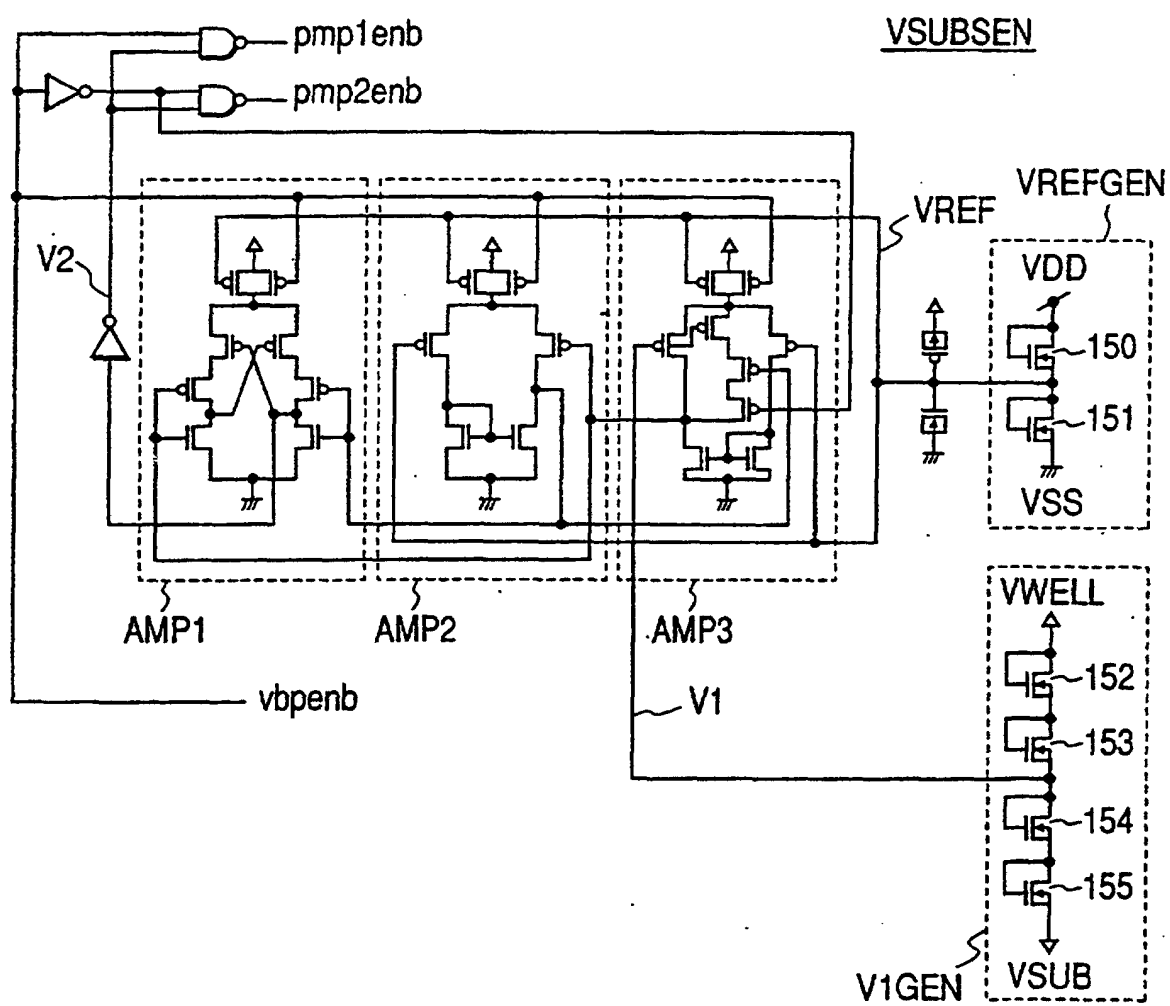 pmp1enb
VSUBSEN
pmp2enb
VREFGEN
VREF
V2
VDD
150
151
VSS
AMP1
AMP2
AMP3
VWELL
152
vbpenb
V1
153
154
155
V1GEN
VSUB